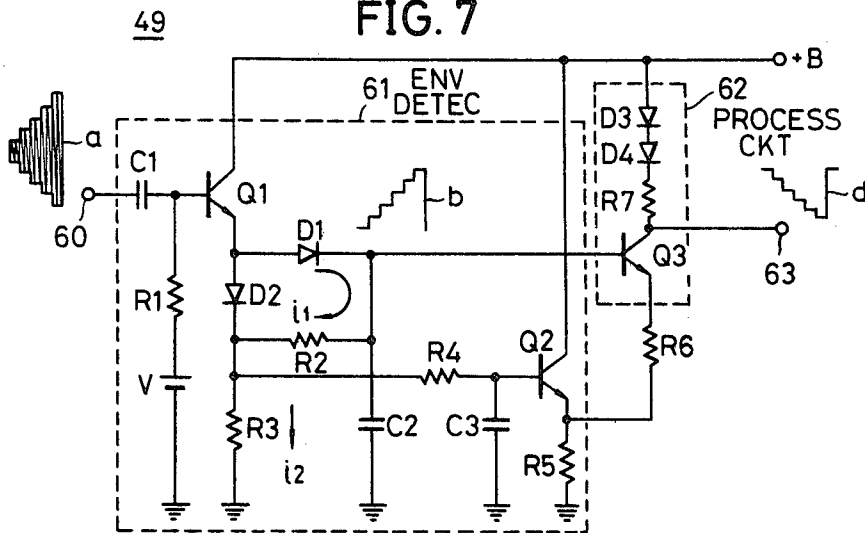 FIG. 7
49
+B
61 ENV
DETEC
62
D3
PROCESS
CKT
D4
a
C1
R7
d
Q1
b
60
D1
Q3
63
R1
D2
i1
Q2
R6
R2
R4
V
R3
C2
C3
i2
R5